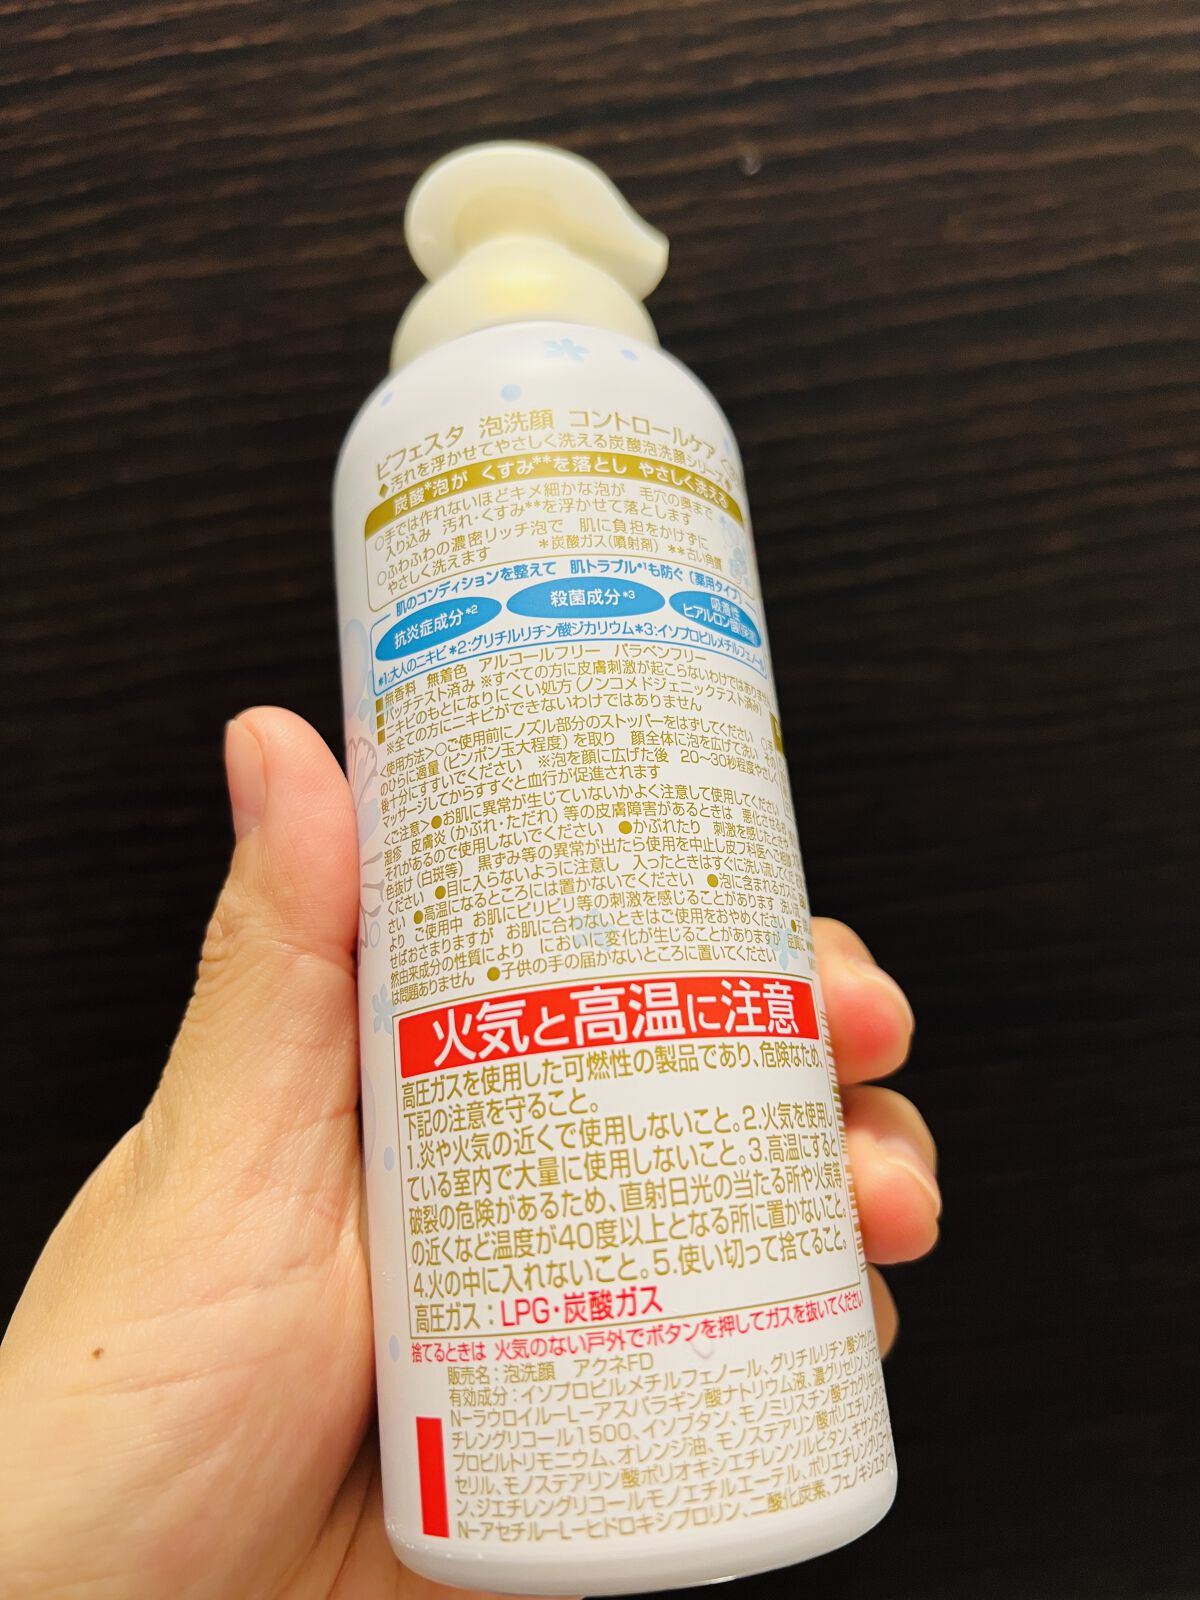 ビフェスタ 泡洗顔 コントロールケア
◆汚れを浮かせてやさしく洗える炭酸泡洗顔シリーズ◆
炭酸*泡が くすみ**を落とし やさしく洗える
○手では作れないほどキメ細かな泡が 毛穴の奥まで
入り込み 汚れ・くすみ**を浮かせて落とします
○ふわふわの濃密リッチ泡で 肌に負担をかけずに
やさしく洗えます *炭酸ガス(噴射剤) **古い角質
肌のコンディションを整えて 肌トラブル*1も防ぐ〔薬用タイプ〕
抗炎症成分*2
殺菌成分*3
吸着性
ヒアルロン酸(保湿)
*1:大人のニキビ *2:グリチルリチン酸ジカリウム *3:イソプロピルメチルフェノール
■無香料 無着色 アルコールフリー パラベンフリー
■パッチテスト済み ※すべての方に皮膚刺激が起こらないわけではありません
■ニキビのもとになりにくい処方(ノンコメドジェニックテスト済み)
※全ての方にニキビができないわけではありません
<使用方法>○ご使用前にノズル部分のストッパーをはずしてください ○手
のひらに適量(ピンポン玉大程度)を取り 顔全体に泡を広げて洗い その
後十分にすすいでください ※泡を顔に広げた後 20〜30秒程度やさしく
マッサージしてからすすぐと血行が促進されます
<ご注意>●お肌に異常が生じていないかよく注意して使用してください
湿疹 皮膚炎(かぶれ・ただれ)等の皮膚障害があるときは 悪化させる
それがあるので使用しないでください ●かぶれたり 刺激を感じたとき
色抜け(白斑等) 黒ずみ等の異常が出たら使用を中止し皮フ科医へご相談
ください ●目に入らないように注意し 入ったときはすぐに洗い流してくだ
さい ●高温になるところには置かないでください ●泡に含まれるガス
より ご使用中 お肌にピリピリ等の刺激を感じることがあります 洗い流
せばおさまりますが お肌に合わないときはご使用をおやめください ●天
然由来成分の性質により においに変化が生じることがありますが 品質に
は問題ありません ●子供の手の届かないところに置いてください
火気と高温に注意
高圧ガスを使用した可燃性の製品であり、危険なため、
下記の注意を守ること。
1.炎や火気の近くで使用しないこと。2.火気を使用し
ている室内で大量に使用しないこと。3.高温にすると
破裂の危険があるため、直射日光の当たる所や火気等
の近くなど温度が40度以上となる所に置かないこと。
4.火の中に入れないこと。5.使い切って捨てること。
高圧ガス：LPG・炭酸ガス
捨てるときは 火気のない戸外でボタンを押してガスを抜いてください
販売名：泡洗顔 アクネFD
有効成分：イソプロピルメチルフェノール、グリチルリチン酸ジカリウム
N-ラウロイル-L-アスパラギン酸ナトリウム液、濃グリセリン、ジプロ
チレングリコール1500、イソブタン、モノミリスチン酸デカグリセリル
プロピルトリモニウム、オレンジ油、モノステアリン酸ポリエチレングリ
セリル、モノステアリン酸ポリオキシエチレンソルビタン、キサンタンガ
ン、ジエチレングリコールモノエチルエーテル、ポリエチレングリコー
N-アセチル-L-ヒドロキシプロリン、二酸化炭素、フェノキシエタノー